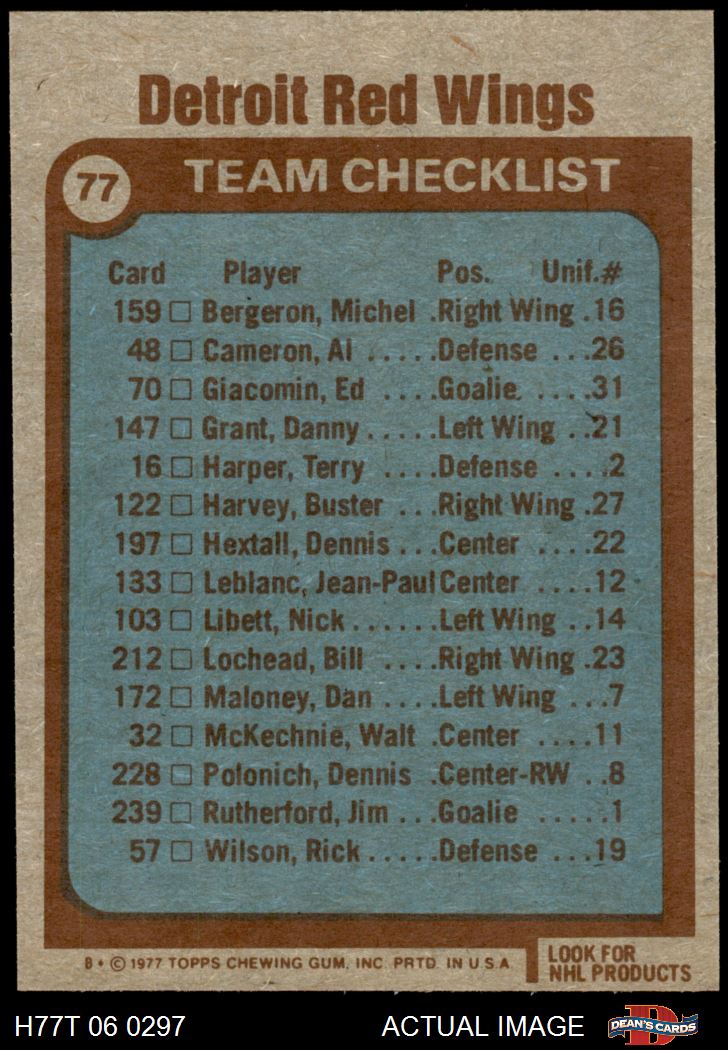 Detroit Red Wings
77 TEAM CHECKLIST
Card Player Pos. Unif.#
159 □ Bergeron, Michel .Right Wing .16
48 □ Cameron, Al .....Defense ...26
70 □ Giacomin, Ed ....Goalie ....31
147 □ Grant, Danny .....Left Wing ..21
16 □ Harper, Terry ....Defense ....2
122 □ Harvey, Buster ...Right Wing .27
197 □ Hextall, Dennis ...Center ....22
133 □ Leblanc, Jean-Paul Center ....12
103 □ Libett, Nick ......Left Wing ..14
212 □ Lochead, Bill ....Right Wing .23
172 □ Maloney, Dan ....Left Wing ...7
32 □ McKechnie, Walt .Center ....11
228 □ Polonich, Dennis .Center-RW ..8
239 □ Rutherford, Jim ...Goalie .....1
57 □ Wilson, Rick .....Defense ...19
B • © 1977 TOPPS CHEWING GUM, INC. PRTD. IN U.S.A.
LOOK FOR
NHL PRODUCTS
H77T 06 0297 ACTUAL IMAGE DEAN'S CARDS